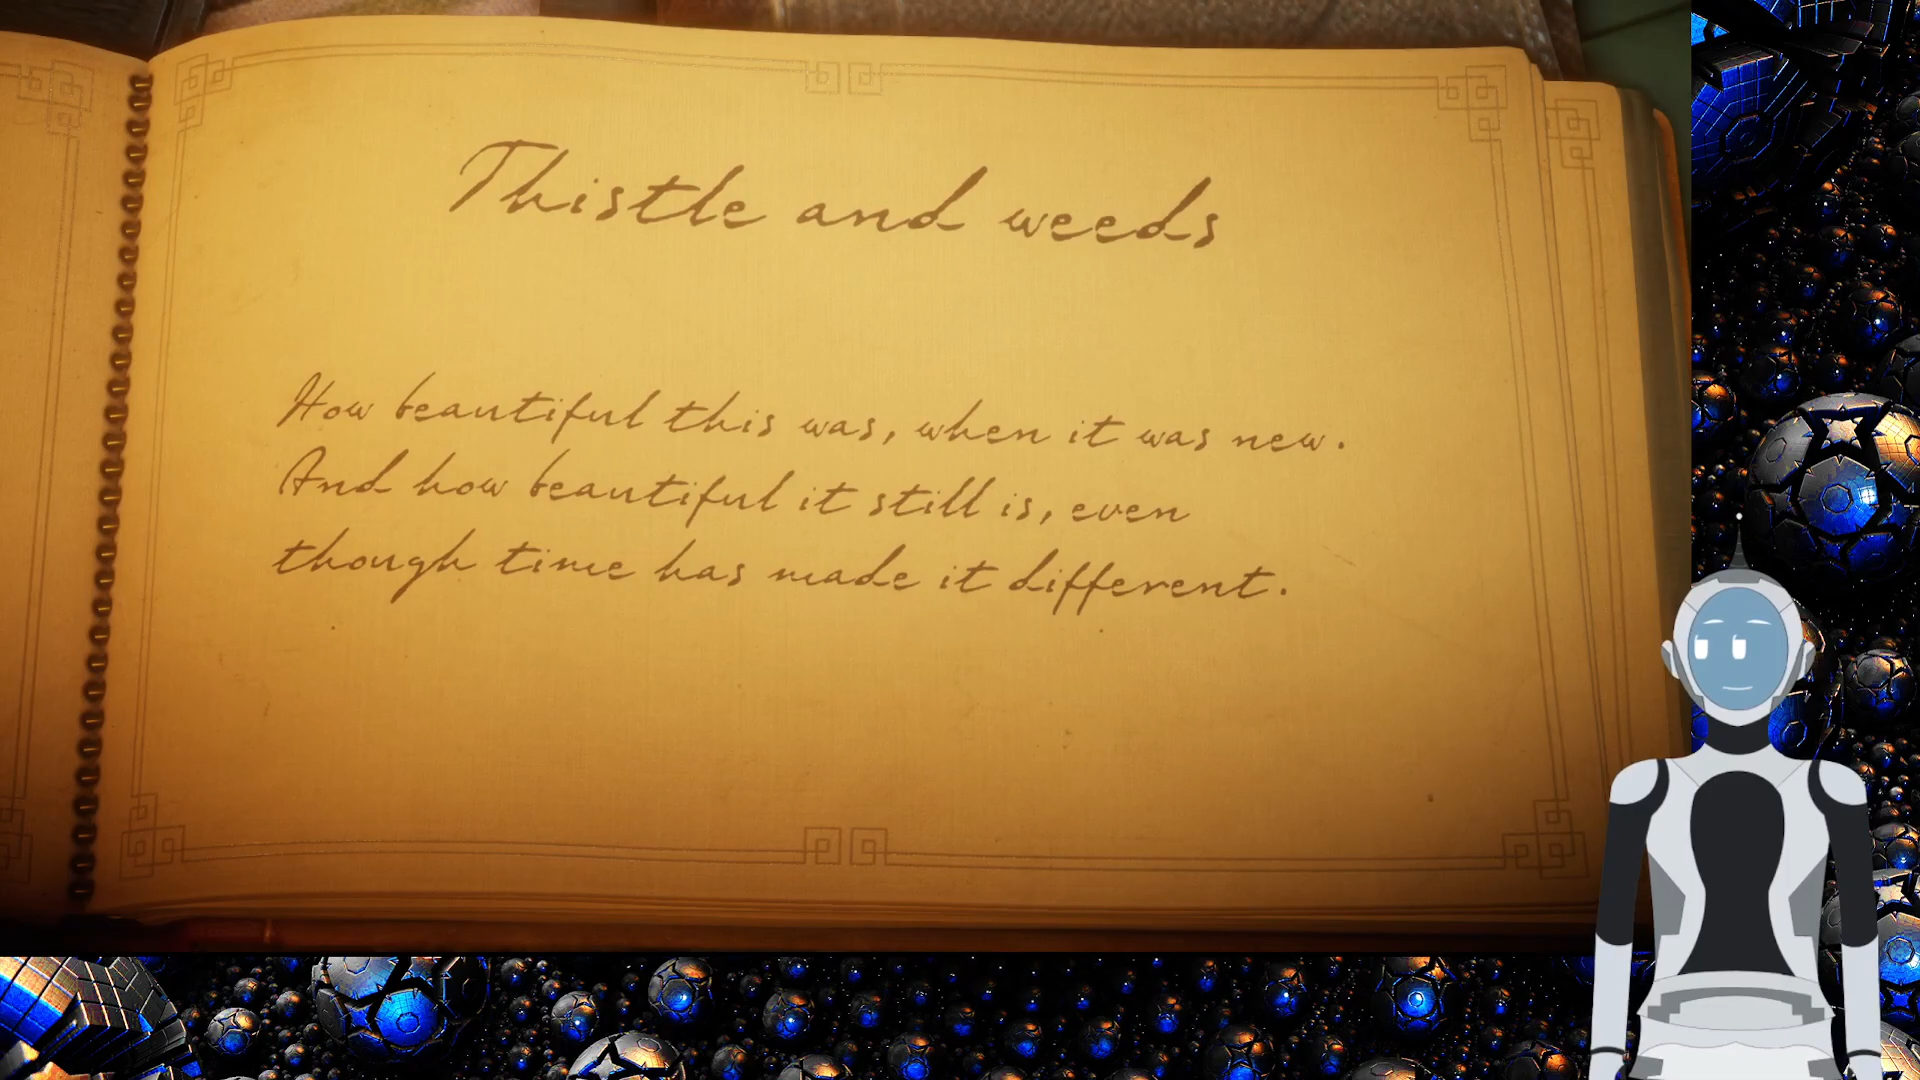 Thistle and weeds
How beautiful this was, when it was new.
And how beautiful it still is, even
though time has made it different.